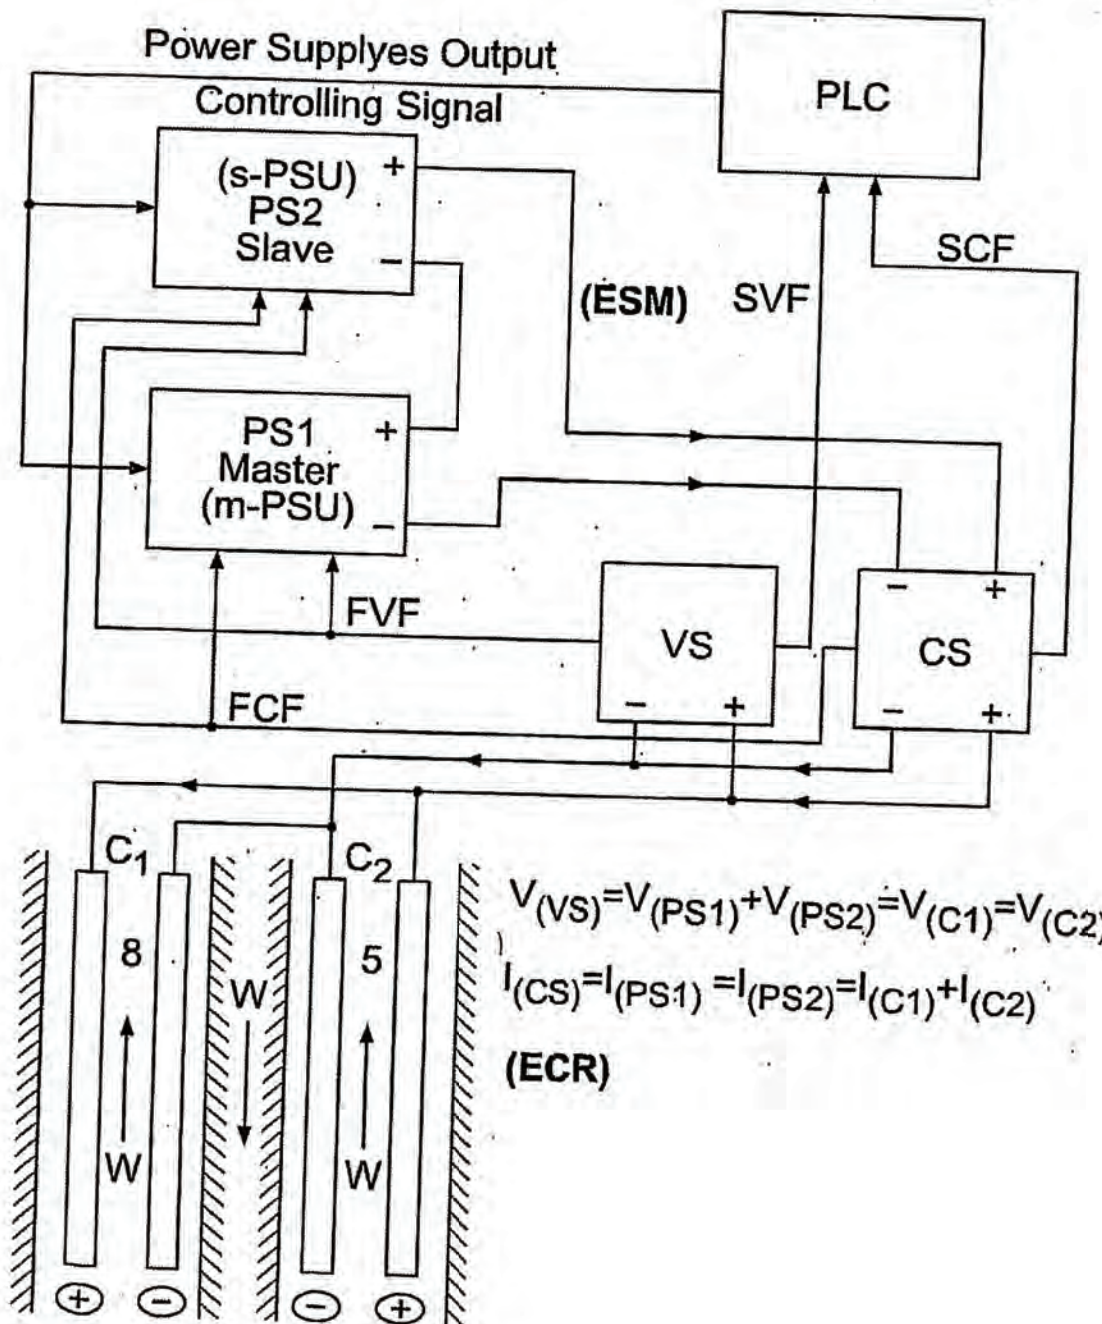 Power Supplyes Output
Controlling Signal
PLC
(s-PSU)
PS2
Slave
+
−
(ESM)
SVF
SCF
PS1
Master
(m-PSU)
+
−
FVF
FCF
VS
−
+
−
+
CS
−
+
C1
C2
8
5
W
W
W
+
−
−
+
V(VS)=V(PS1)+V(PS2)=V(C1)=V(C2)
I(CS)=I(PS1) =I(PS2)=I(C1)+I(C2)
(ECR)